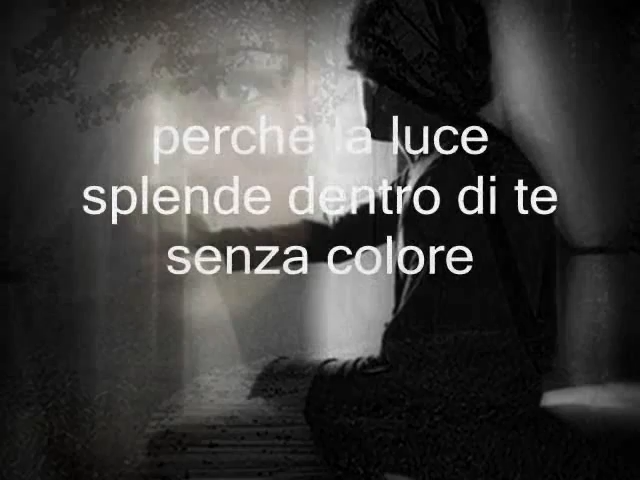 perchè la luce
splende dentro di te
senza colore